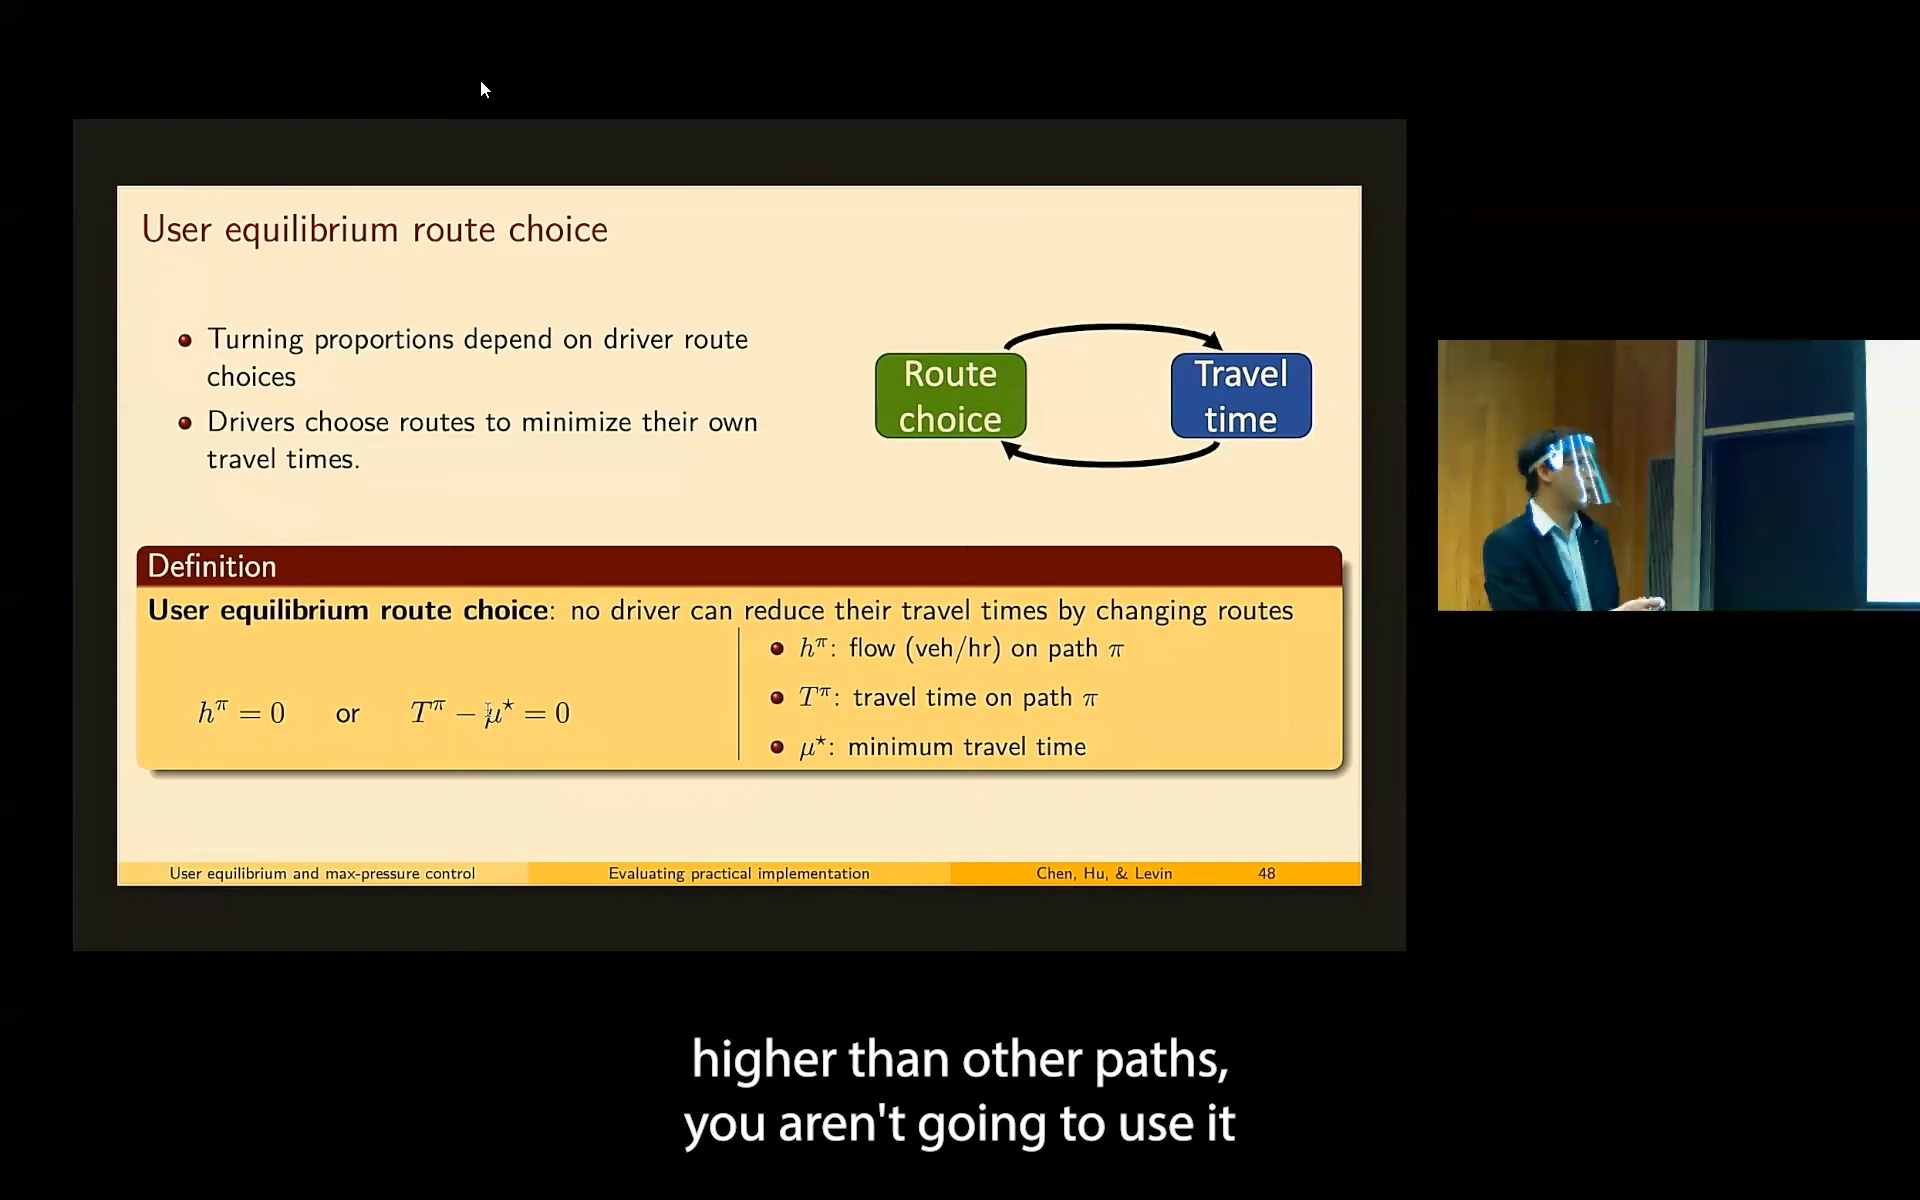 User equilibrium route choice
Turning proportions depend on driver route
choices
Drivers choose routes to minimize their own
travel times.
Route
choice
Travel
time
Definition
User equilibrium route choice: no driver can reduce their travel times by changing routes
h^π = 0 or T^π − μ^⋆ = 0
h^π: flow (veh/hr) on path π
T^π: travel time on path π
μ^⋆: minimum travel time
User equilibrium and max-pressure control
Evaluating practical implementation
Chen, Hu, & Levin
48
higher than other paths,
you aren't going to use it